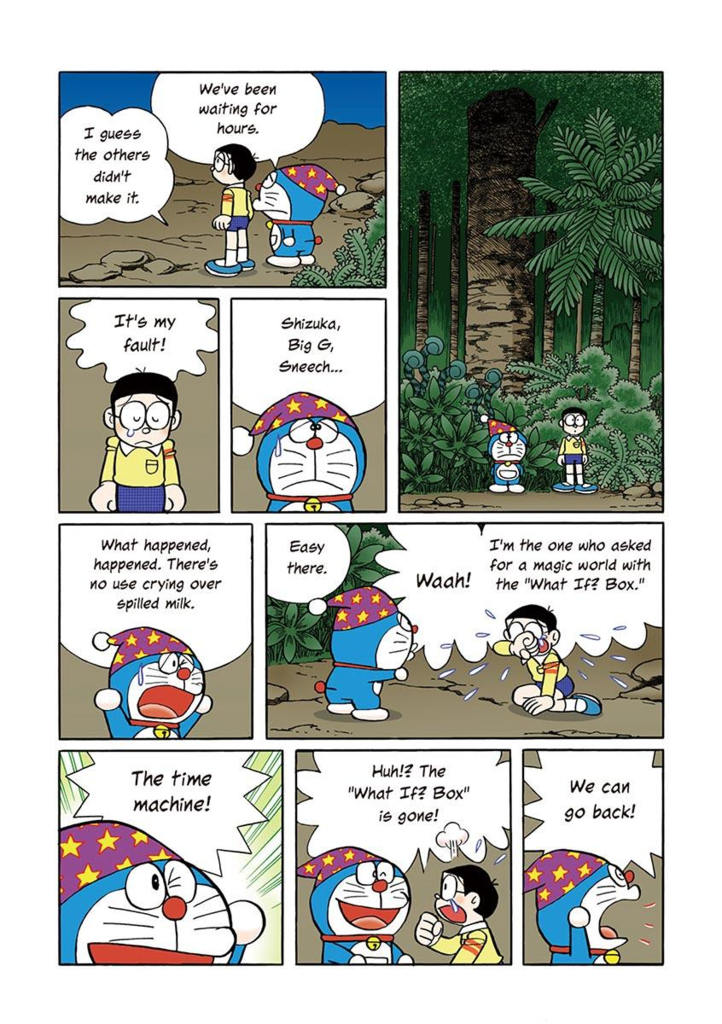 We've been
waiting for
hours.
I guess
the others
didn't
make it.
Shizuka,
Big G,
Sneech...
It's my
fault!
I'm the one who asked
for a magic world with
the "What If? Box."
Waah!
Easy
there.
What happened,
happened. There's
no use crying over
spilled milk.
We can
go back!
Huh!? The
"What If? Box"
is gone!
The time
machine!